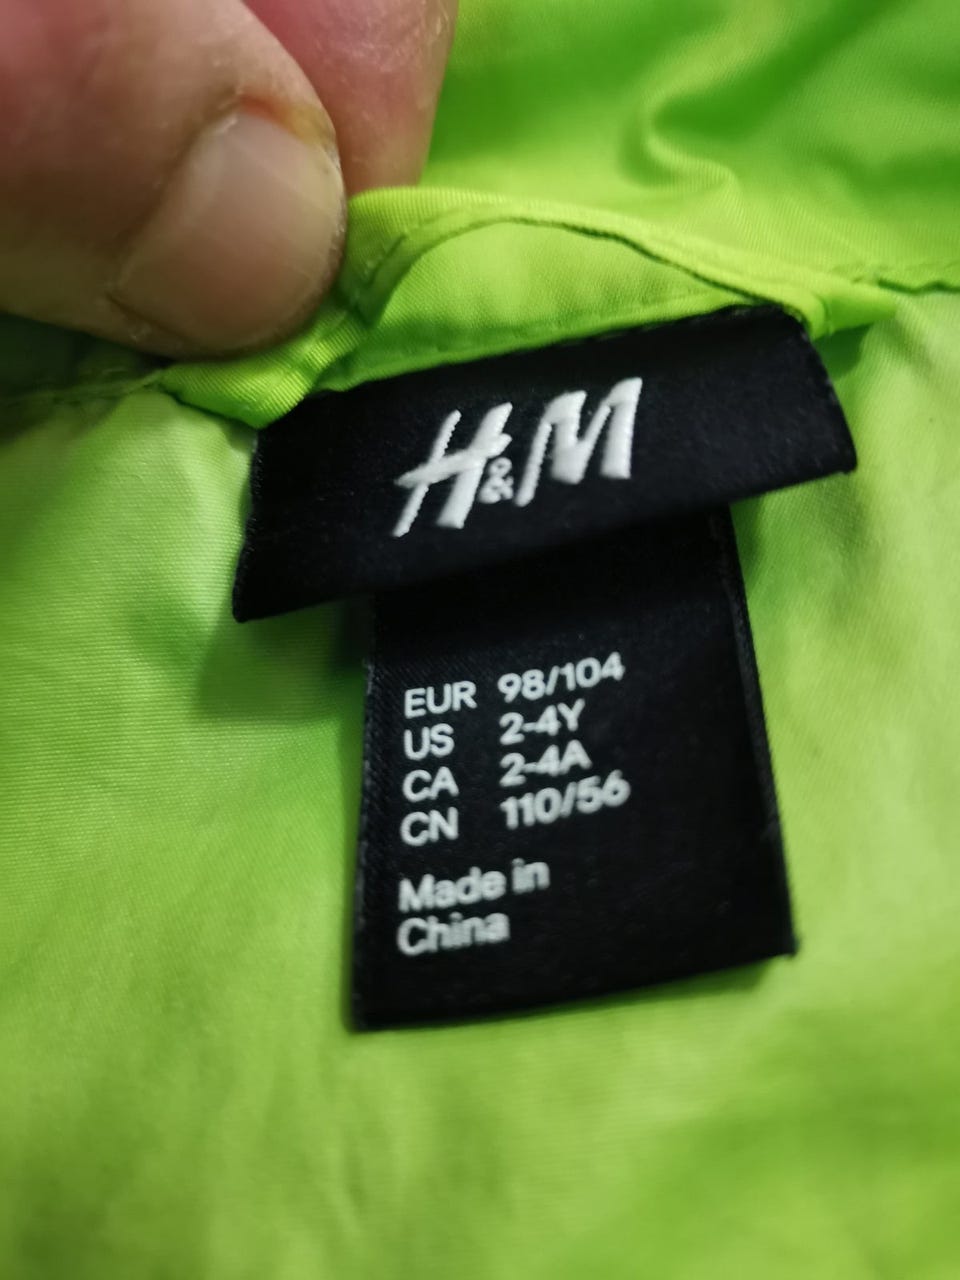 H&M
EUR 98/104
US 2-4Y
CA 2-4A
CN 110/56
Made in
China